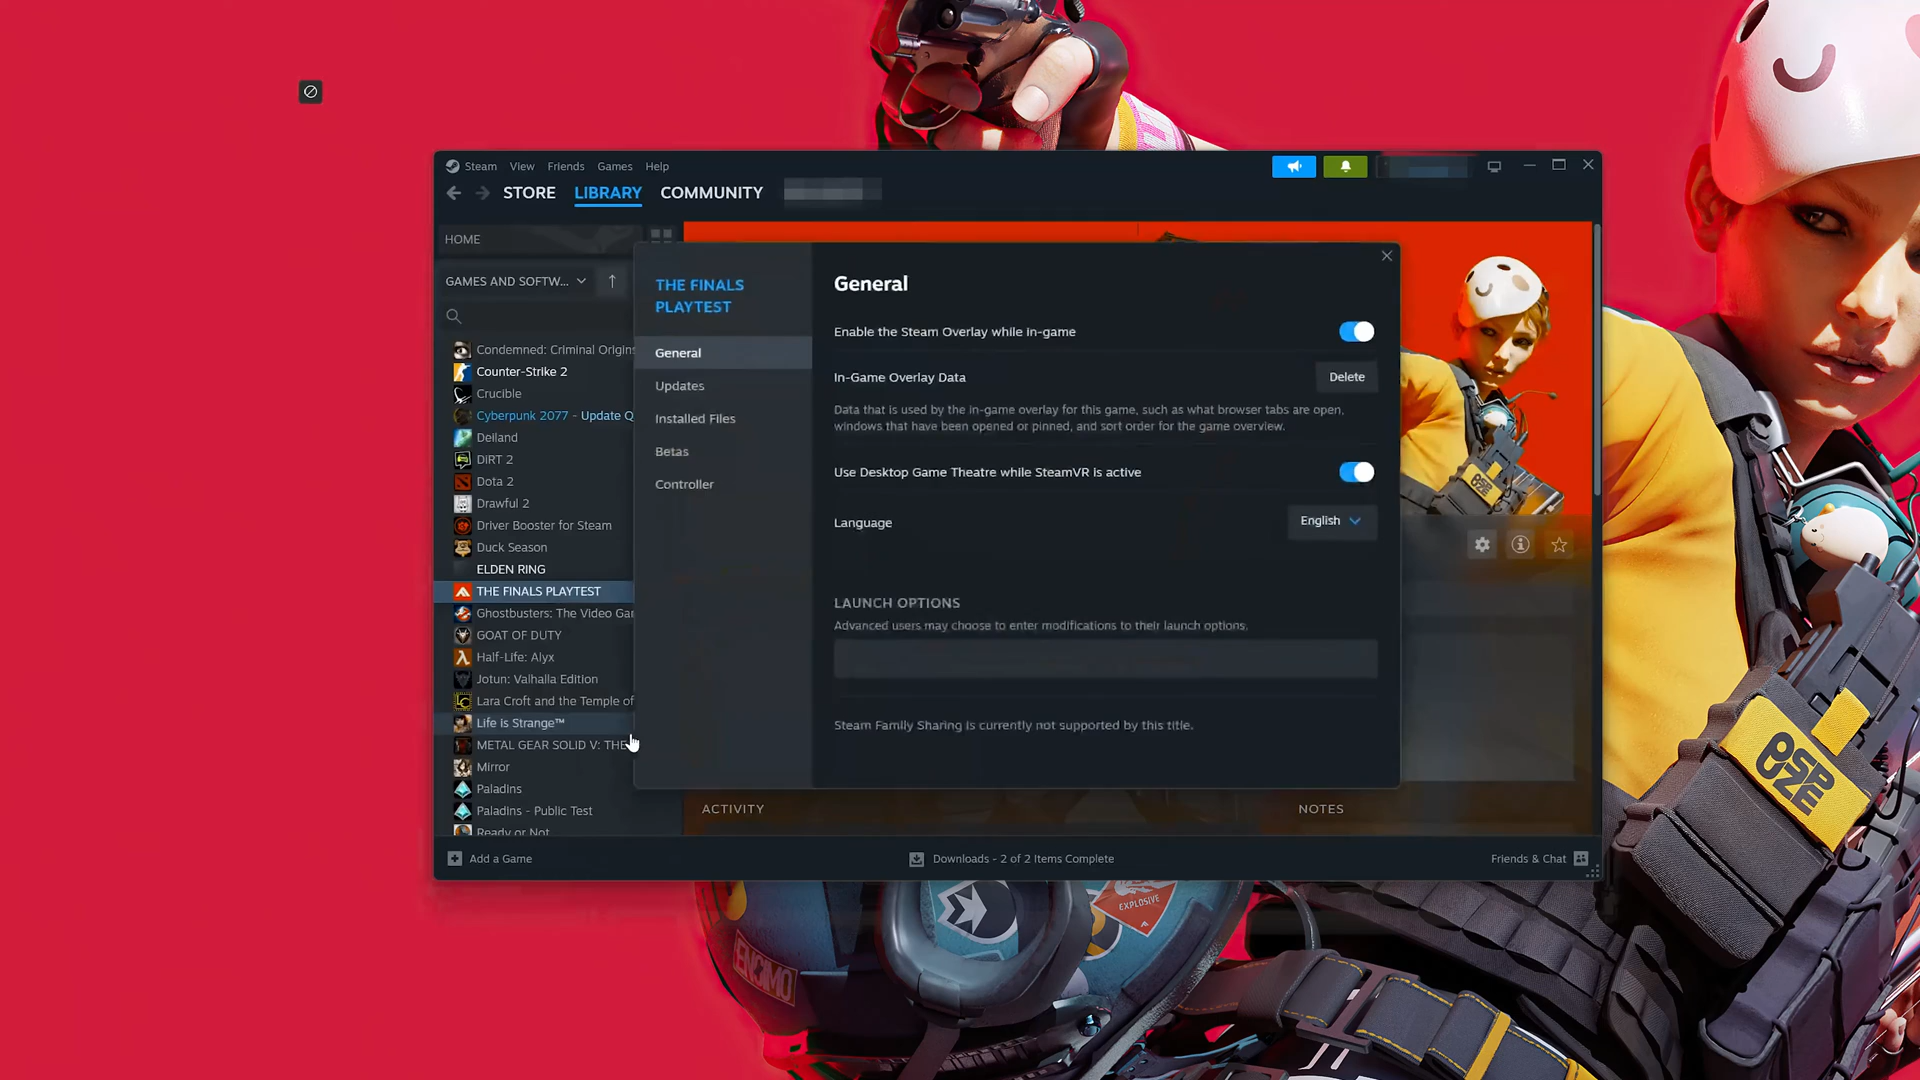 Steam View Friends Games Help
STORE LIBRARY COMMUNITY
HOME
GAMES AND SOFTW...
Condemned: Criminal Origins
Counter-Strike 2
Crucible
Cyberpunk 2077 - Update Q
Deiland
DIRT 2
Dota 2
Drawful 2
Driver Booster for Steam
Duck Season
ELDEN RING
THE FINALS PLAYTEST
Ghostbusters: The Video Gar
GOAT OF DUTY
Half-Life: Alyx
Jotun: Valhalla Edition
Lara Croft and the Temple of
Life is Strange™
METAL GEAR SOLID V: THE
Mirror
Paladins
Paladins - Public Test
Ready or Not
THE FINALS
PLAYTEST
General
Updates
Installed Files
Betas
Controller
General
Enable the Steam Overlay while in-game
In-Game Overlay Data
Delete
Data that is used by the in-game overlay for this game, such as what browser tabs are open,
windows that have been opened or pinned, and sort order for the game overview.
Use Desktop Game Theatre while SteamVR is active
Language
English
LAUNCH OPTIONS
Advanced users may choose to enter modifications to their launch options.
Steam Family Sharing is currently not supported by this title.
ACTIVITY
NOTES
Add a Game
Downloads - 2 of 2 Items Complete
Friends & Chat
OSP
UZE
EXPLOSIVE
ENGIMO